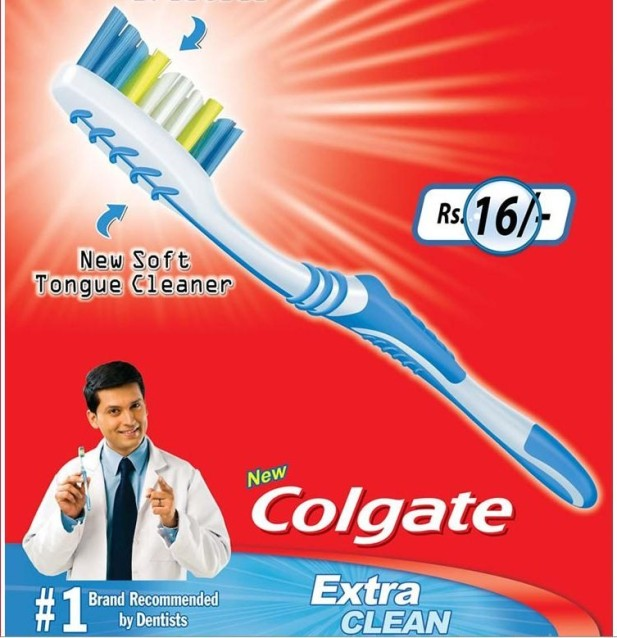 Rs. 16/-
New Soft
Tongue Cleaner
New
Colgate
#1 Brand Recommended
by Dentists
Extra
CLEAN